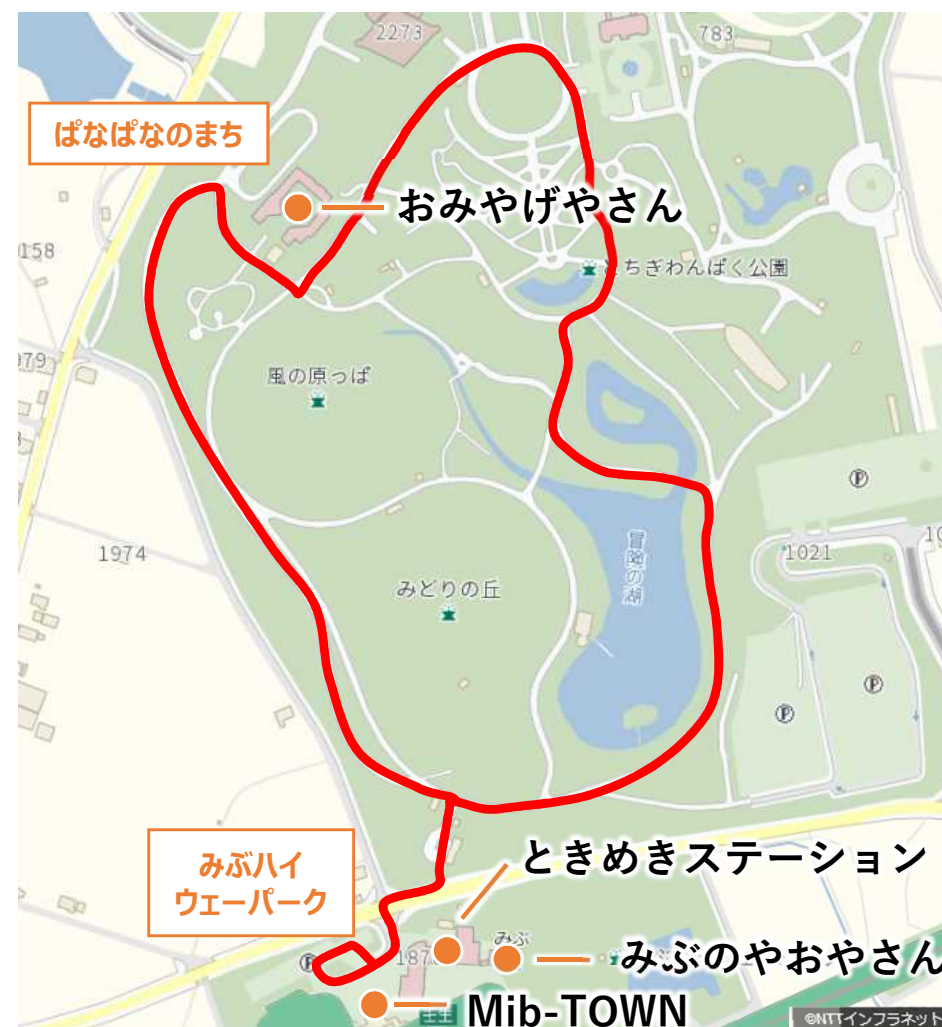 2273
783
ぱなぱなのまち
おみやげやさん
158
とちぎわんぱく公園
979
風の原っぱ
P
1974
冒険の湖
1021
10
みどりの丘
P
P
みぶハイ
ウェーパーク
ときめきステーション
みぶ
P
187
みぶのやおやさん
Mib-TOWN
壬生
©NTTインフラネット